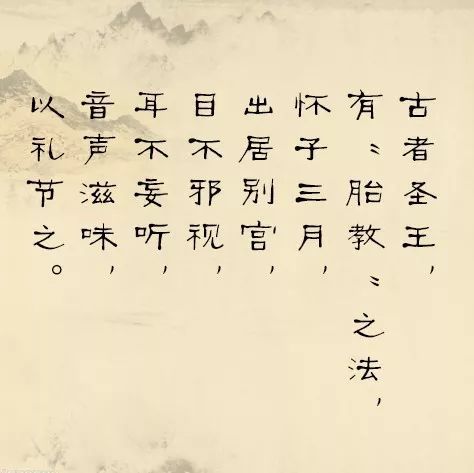 古者圣王，
有“胎教”之法，
怀子三月，
出居别宫，
目不邪视，
耳不妄听，
音声滋味，
以礼节之。